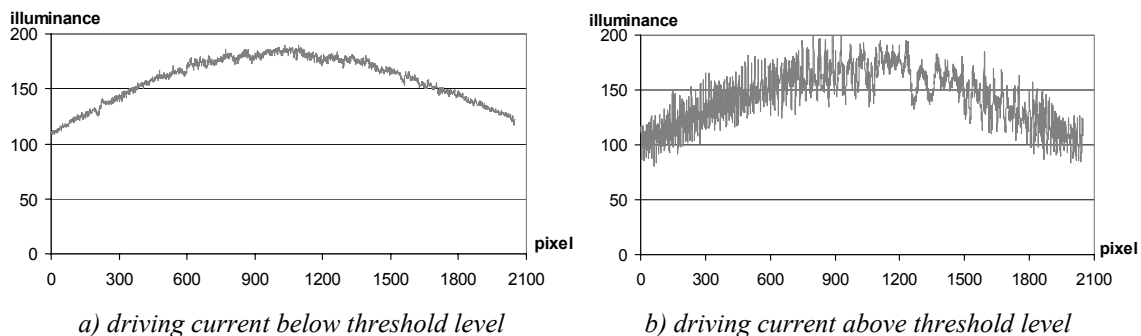 illuminance
200
150
100
50
0
0 300 600 900 1200 1500 1800 2100
pixel
a) driving current below threshold level
illuminance
200
150
100
50
0
0 300 600 900 1200 1500 1800 2100
pixel
b) driving current above threshold level